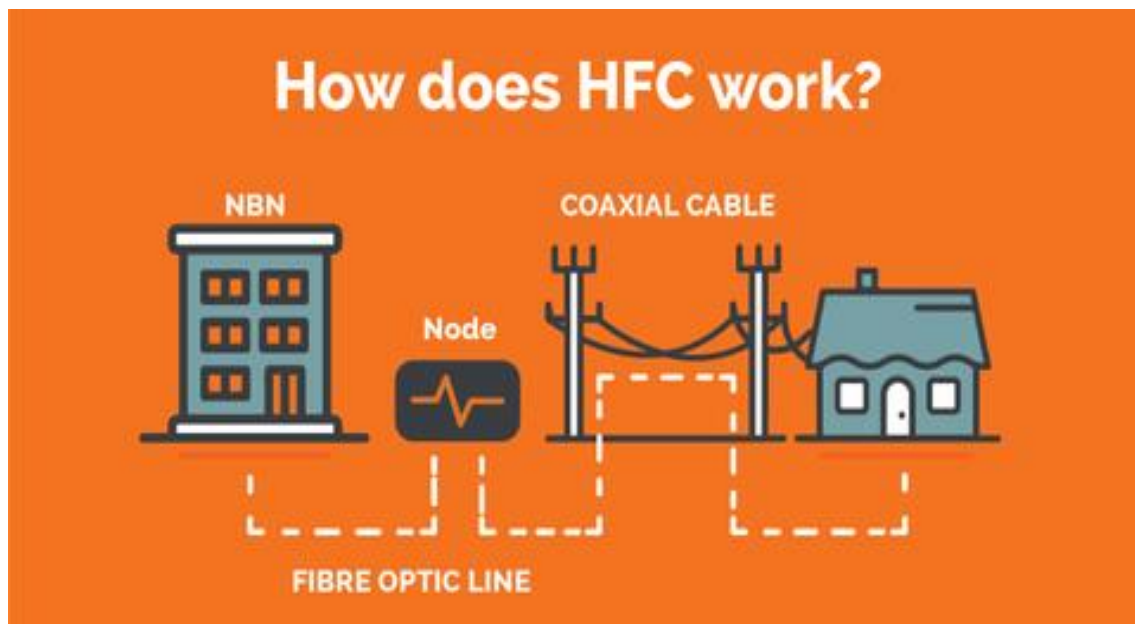 How does HFC work?
NBN
COAXIAL CABLE
Node
FIBRE OPTIC LINE